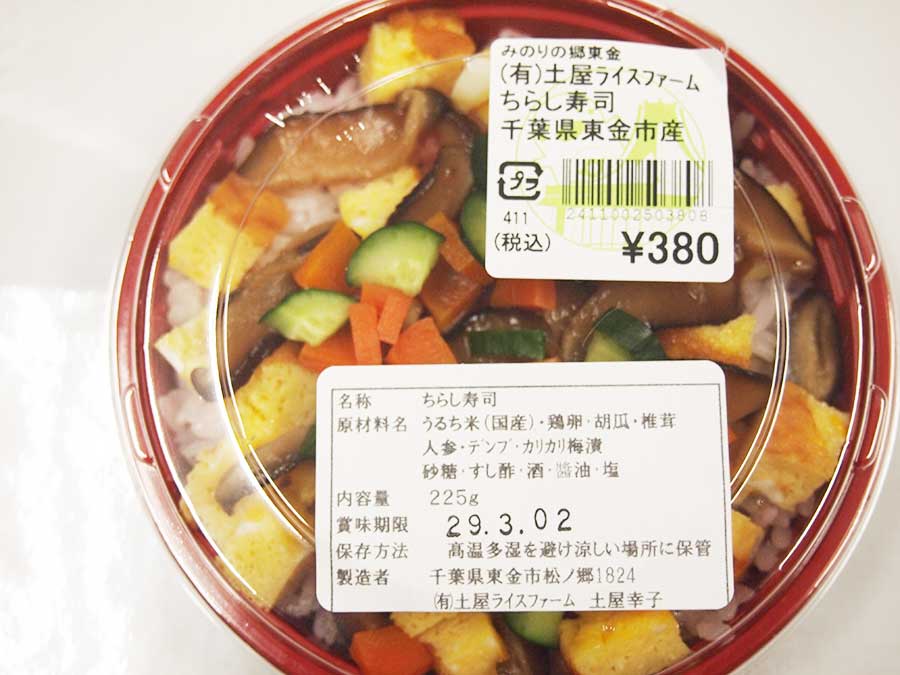 みのりの郷東金
(有)土屋ライスファーム
ちらし寿司
千葉県東金市産
プラ
411
2411002503808
(税込)
¥380
名称 ちらし寿司
原材料名 うるち米(国産)・鶏卵・胡瓜・椎茸
人参・デンブ・カリカリ梅漬
砂糖・すし酢・酒・醤油・塩
内容量 225g
賞味期限 29.3.02
保存方法 高温多湿を避け涼しい場所に保管
製造者 千葉県東金市松ノ郷1824
(有)土屋ライスファーム 土屋幸子